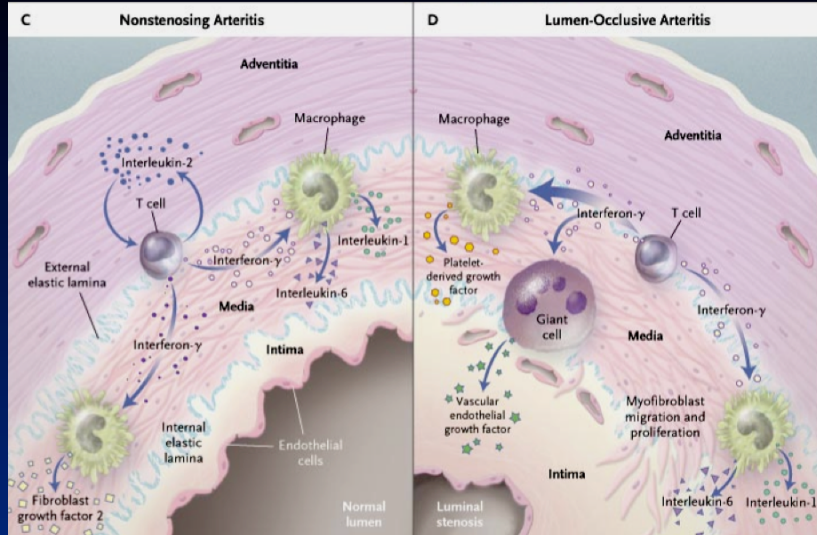 C
Nonstenosing Arteritis
Adventitia
Macrophage
Interleukin-2
T cell
Interferon-γ
Interleukin-1
Interleukin-6
External
elastic lamina
Media
Interferon-γ
Intima
Internal
elastic
lamina
Endothelial
cells
Fibroblast
growth factor 2
Normal
lumen
D
Lumen-Occlusive Arteritis
Macrophage
Adventitia
Interferon-γ
T cell
Platelet-
derived growth
factor
Giant
cell
Interferon-γ
Media
Vascular
endothelial
growth factor
Myofibroblast
migration and
proliferation
Intima
Interleukin-6
Interleukin-1
Luminal
stenosis